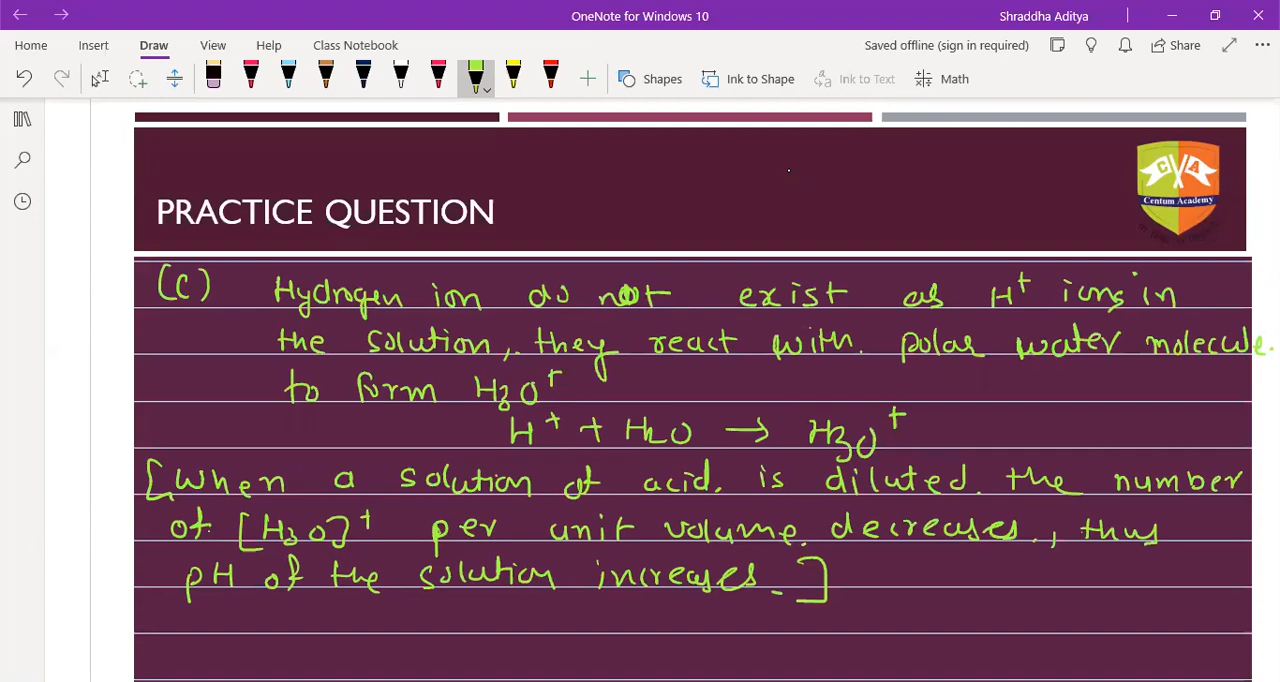 OneNote for Windows 10
Shraddha Aditya
Home Insert Draw View Help Class Notebook
Saved offline (sign in required) Share
Shapes Ink to Shape Ink to Text Math
PRACTICE QUESTION
C A
Centum Academy
(C) Hydrogen ion do not exist as H⁺ ions in
the solution, they react with polar water molecule.
to form H₃O⁺
H⁺ + H₂O → H₃O⁺
[When a solution of acid. is diluted. the number
of [H₃O]⁺ per unit volume. decreases., thus
pH of the solution increases.]